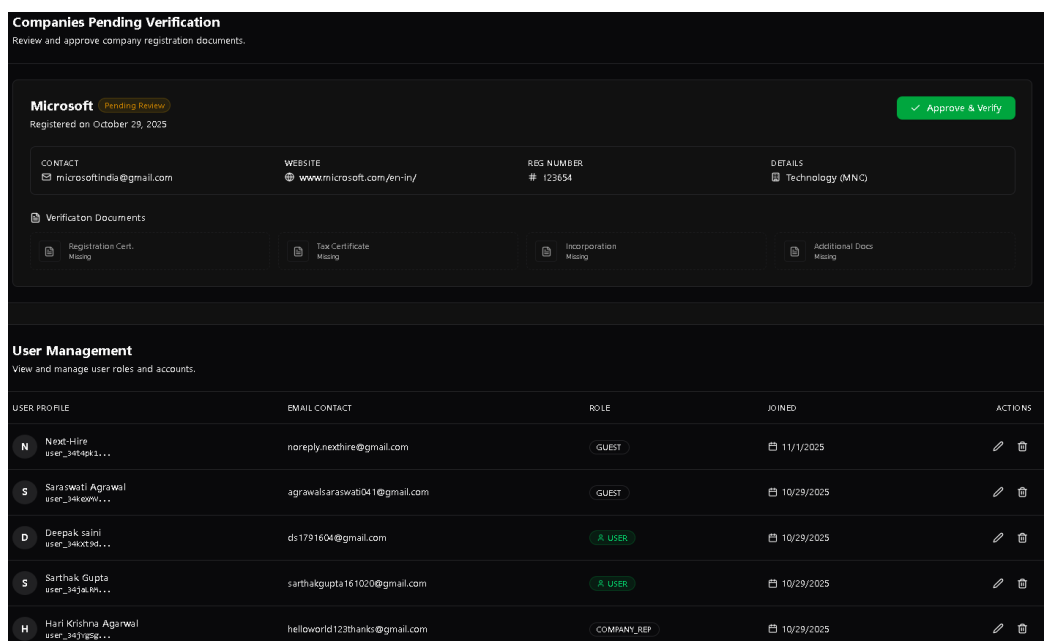 Companies Pending Verification
Review and approve company registration documents.
Microsoft Pending Review
Approve & Verify
Registered on October 29, 2025
CONTACT WEBSITE REG NUMBER DETAILS
microsoftindia@gmail.com www.microsoft.com/en-in/ # 123654 Technology (MNC)
Verificaton Documents
Registration Cert. Tax Certificate Incorporation Additional Docs
Missing Missing Missing Missing
User Management
View and manage user roles and accounts.
USER PROFILE EMAIL CONTACT ROLE JOINED ACTIONS
N Next-Hire noreply.nexthire@gmail.com GUEST 11/1/2025
user_34t4pk1...
S Saraswati Agrawal agrawalsaraswati041@gmail.com GUEST 10/29/2025
D Deepak saini ds1791604@gmail.com USER 10/29/2025
user_34kXt9d...
S Sarthak Gupta sarthakgupta161020@gmail.com USER 10/29/2025
user_34jaLRH...
H Hari Krishna Agarwal helloworld123thanks@gmail.com COMPANY_REP 10/29/2025